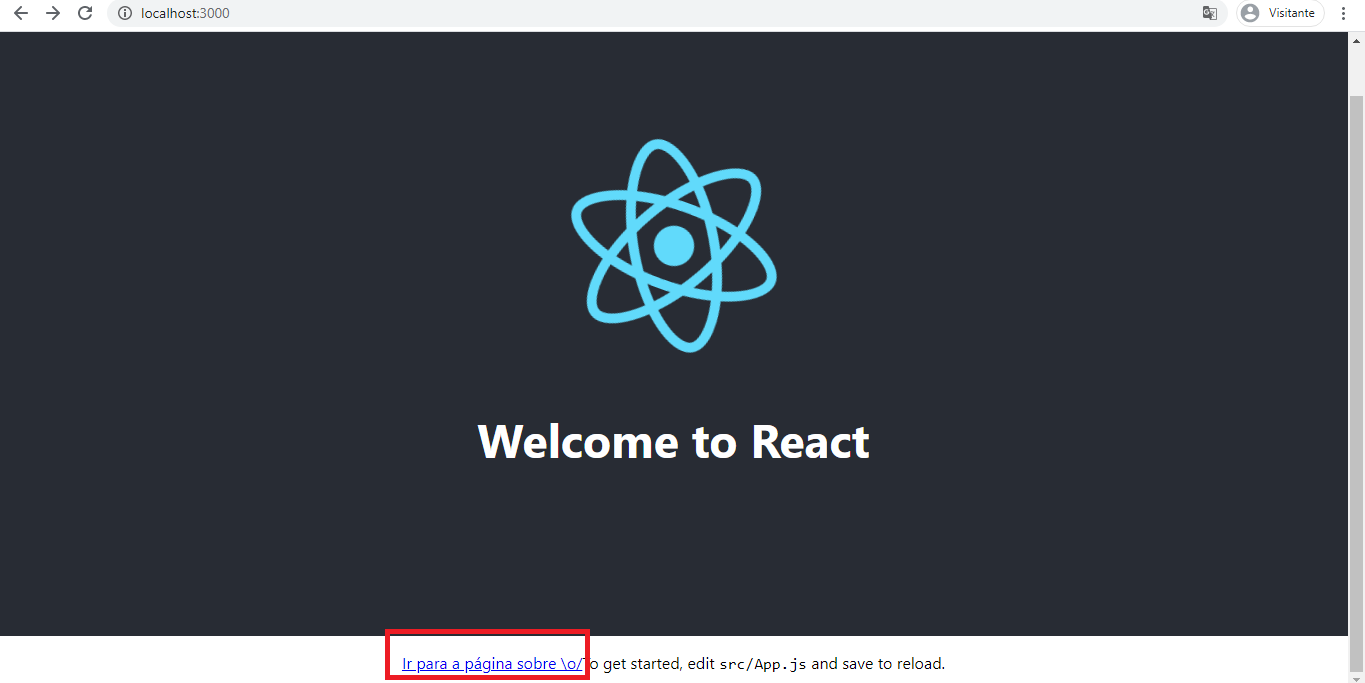 localhost:3000
Visitante
Welcome to React
Ir para a página sobre \o/To get started, edit src/App.js and save to reload.